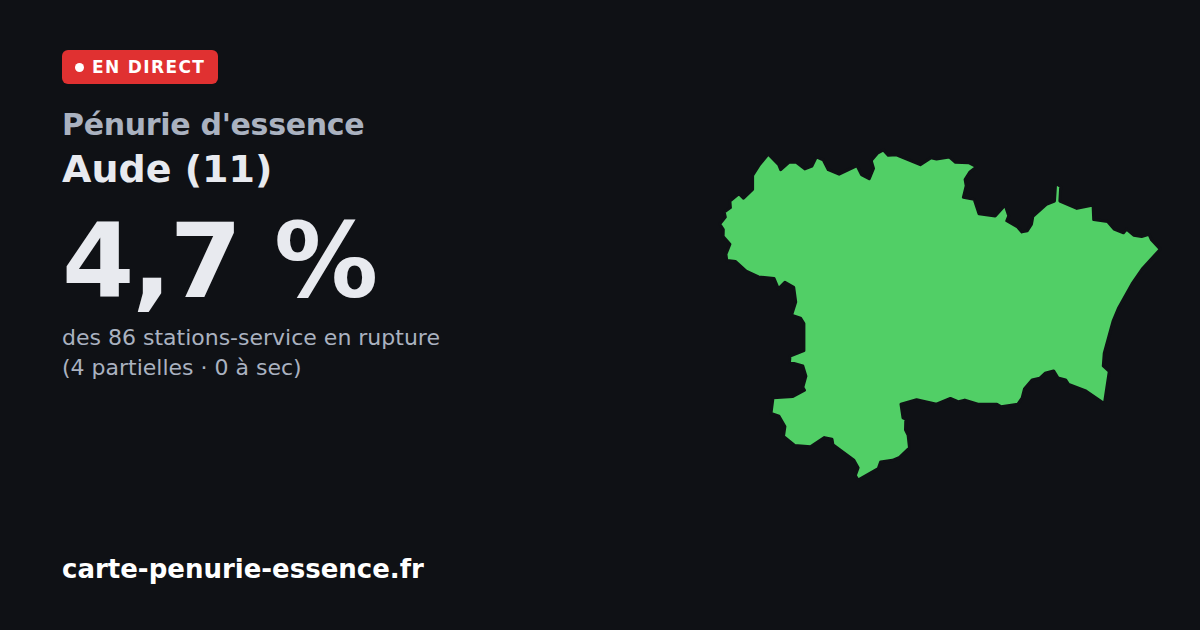 EN DIRECT
Pénurie d'essence
Aude (11)
4,7 %
des 86 stations-service en rupture
(4 partielles · 0 à sec)
carte-penurie-essence.fr